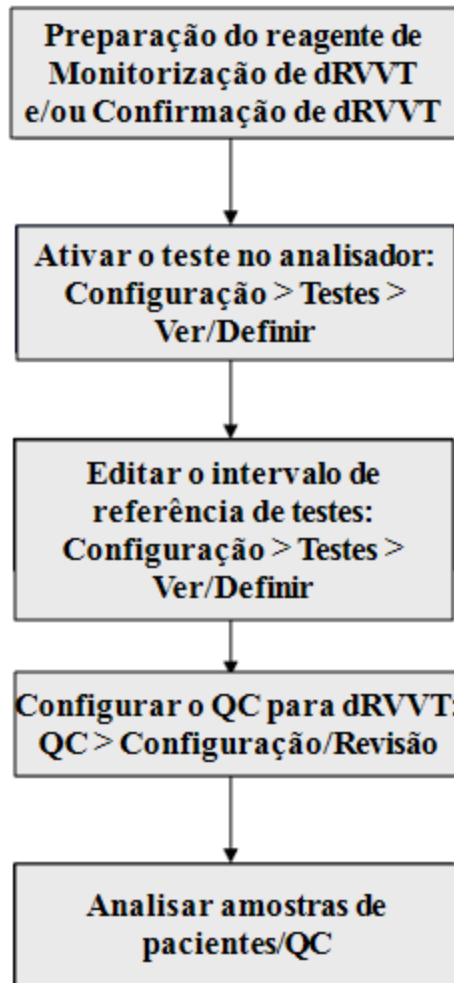 Preparação do reagente de
Monitorização de dRVVT
e/ou Confirmação de dRVVT
Ativar o teste no analisador:
Configuração > Testes >
Ver/Definir
Editar o intervalo de
referência de testes:
Configuração > Testes >
Ver/Definir
Configurar o QC para dRVVT:
QC > Configuração/Revisão
Analisar amostras de
pacientes/QC